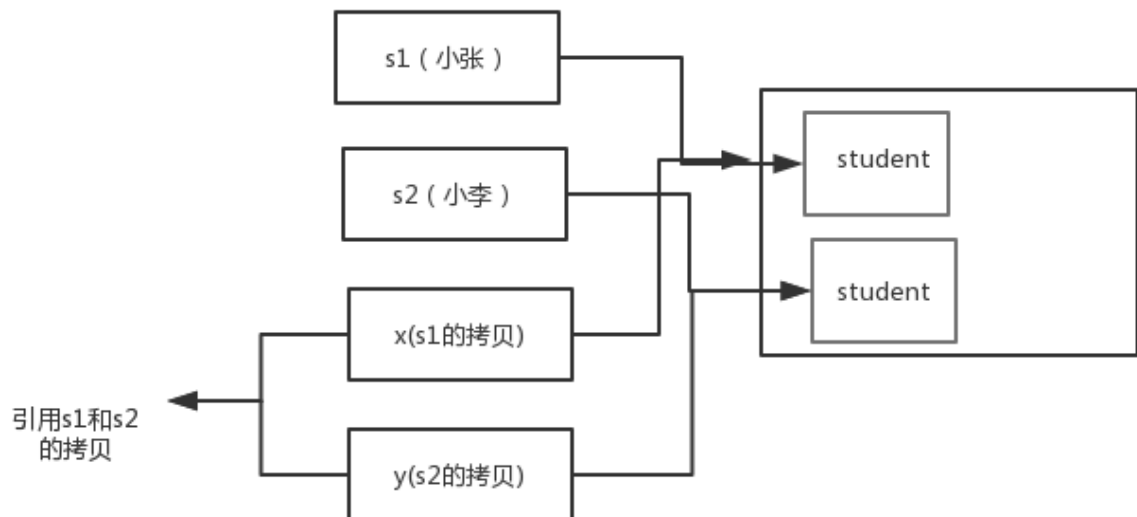 s1（小张）
student
s2（小李）
student
x(s1的拷贝)
引用s1和s2
的拷贝
y(s2的拷贝)